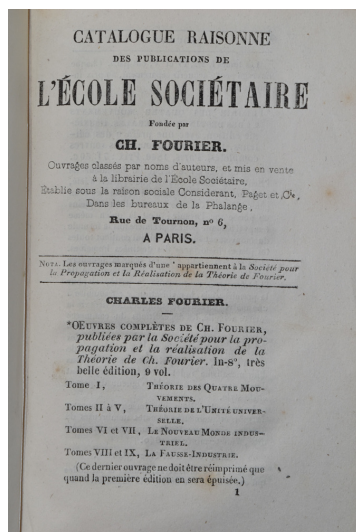 CATALOGUE RAISONNE
DES PUBLICATIONS DE
L'ÉCOLE SOCIÉTAIRE
Fondée par
CH. FOURIER.
Ouvrages classés par noms d'auteurs, et mis en vente
à la librairie de l'École Sociétaire,
Établie sous la raison sociale Considerant, Paget et Cie,
Dans les bureaux de la Phalange,
Rue de Tournon, no 6,
A PARIS.
NOTA. Les ouvrages marqués d'une * appartiennent à la Société pour
la Propagation et la Réalisation de la Théorie de Fourier.
CHARLES FOURIER.
*OEUVRES COMPLÈTES DE CH. FOURIER,
publiées par la Société pour la pro-
pagation et la réalisation de la
Théorie de Ch. Fourier. In-8°, très
belle édition, 9 vol.
Tome I, THÉORIE DES QUATRE MOU-
VEMENTS.
Tomes II à V, THÉORIE DE L'UNITÉ UNIVER-
SELLE.
Tomes VI et VII, LE NOUVEAU MONDE INDUS-
TRIEL.
Tomes VIII et IX, LA FAUSSE-INDUSTRIE.
(Ce dernier ouvrage ne doit être réimprimé que
quand la première édition en sera épuisée.)
1